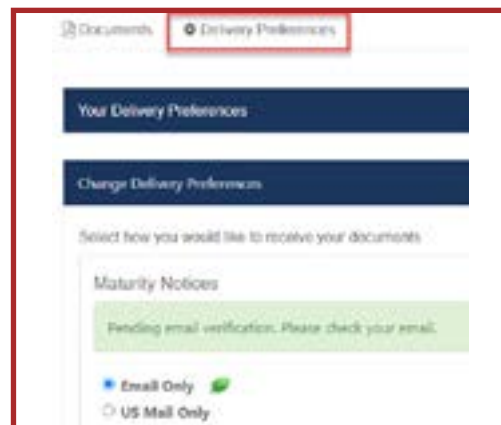 Documents Delivery Preferences
Your Delivery Preferences
Change Delivery Preferences
Select how you would like to receive your documents
Maturity Notices
Pending email verification. Please check your email.
Email Only
US Mail Only